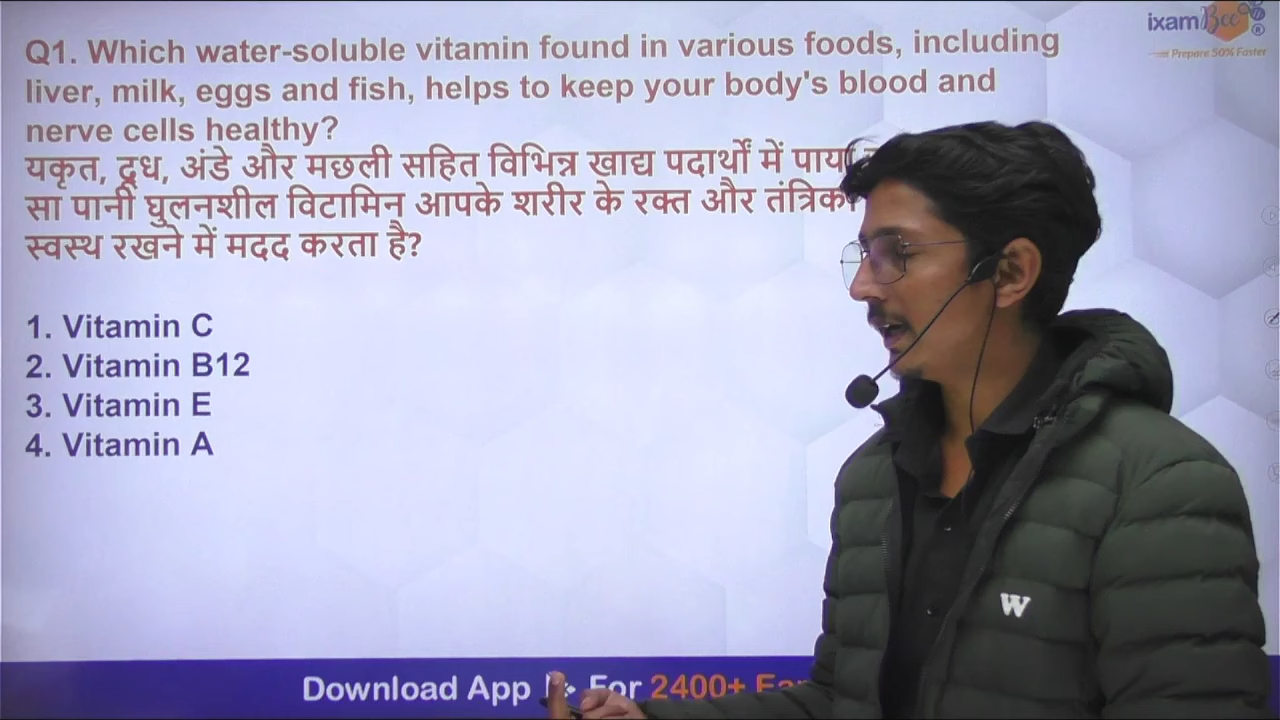 ixamBee
Prepare 50% Faster
Q1. Which water-soluble vitamin found in various foods, including
liver, milk, eggs and fish, helps to keep your body's blood and
nerve cells healthy?
यकृत, दूध, अंडे और मछली सहित विभिन्न खाद्य पदार्थों में
सा पानी घुलनशील विटामिन आपके शरीर के रक्त और
स्वस्थ रखने में मदद करता है?
1. Vitamin C
2. Vitamin B12
3. Vitamin E
4. Vitamin A
W
Download App For 2400+